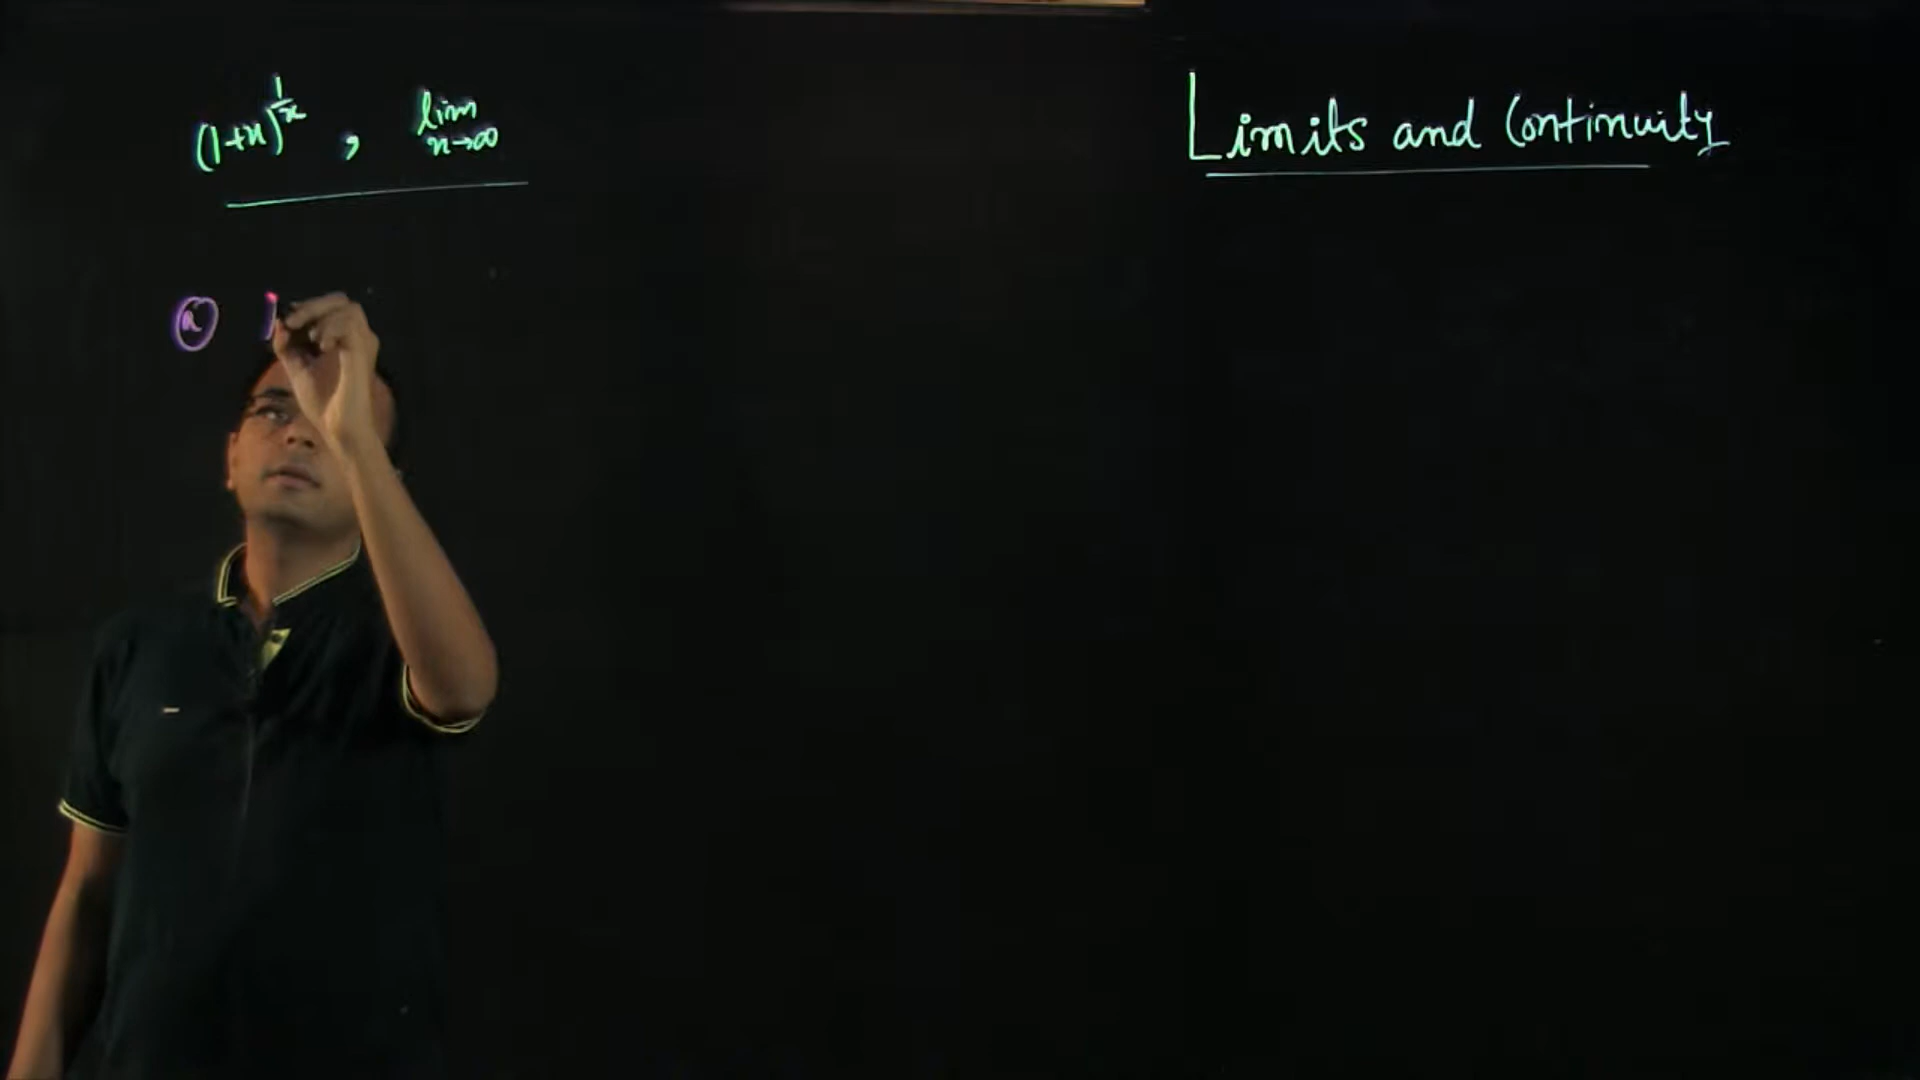 (1+x)^{1/x} , lim x→∞
Limits and Continuity
ⓐ